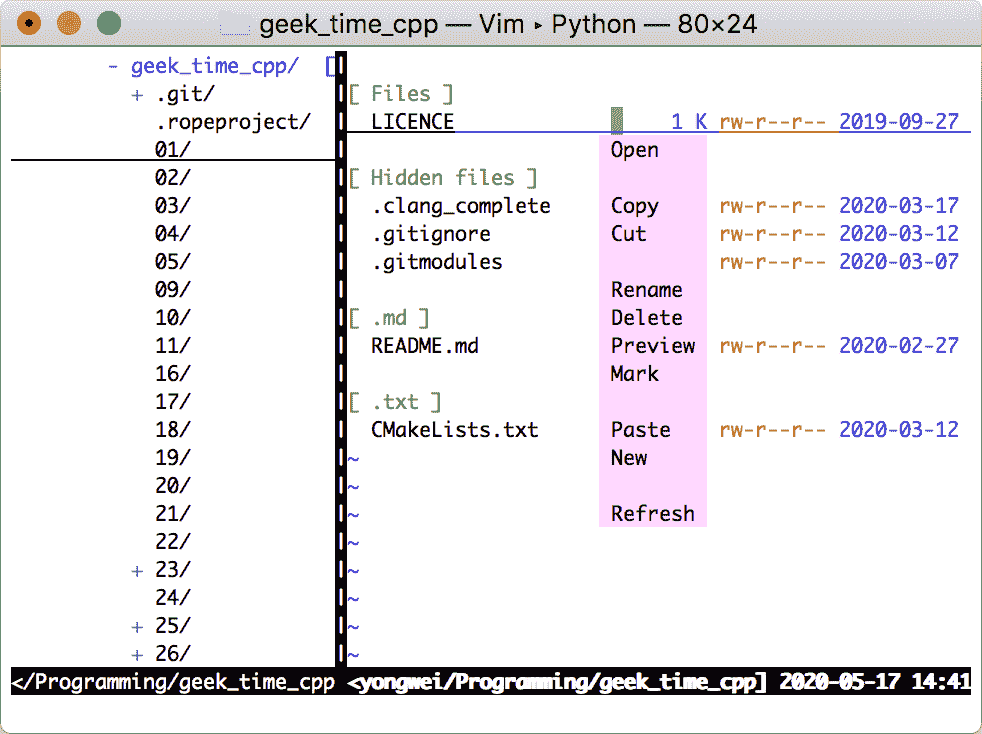 geek_time_cpp — Vim ▸ Python — 80×24
- geek_time_cpp/ [
+ .git/
.ropeproject/
01/
02/
03/
04/
05/
09/
10/
11/
16/
17/
18/
19/
20/
21/
22/
+ 23/
24/
+ 25/
+ 26/
[ Files ]
LICENCE 1 K rw-r--r-- 2019-09-27
[ Hidden files ]
.clang_complete rw-r--r-- 2020-03-17
.gitignore rw-r--r-- 2020-03-12
.gitmodules rw-r--r-- 2020-03-07
[ .md ]
README.md rw-r--r-- 2020-02-27
[ .txt ]
CMakeLists.txt rw-r--r-- 2020-03-12
~
~
~
~
~
~
~
~
Open
Copy
Cut
Rename
Delete
Preview
Mark
Paste
New
Refresh
</Programming/geek_time_cpp <yongwei/Programming/geek_time_cpp] 2020-05-17 14:41